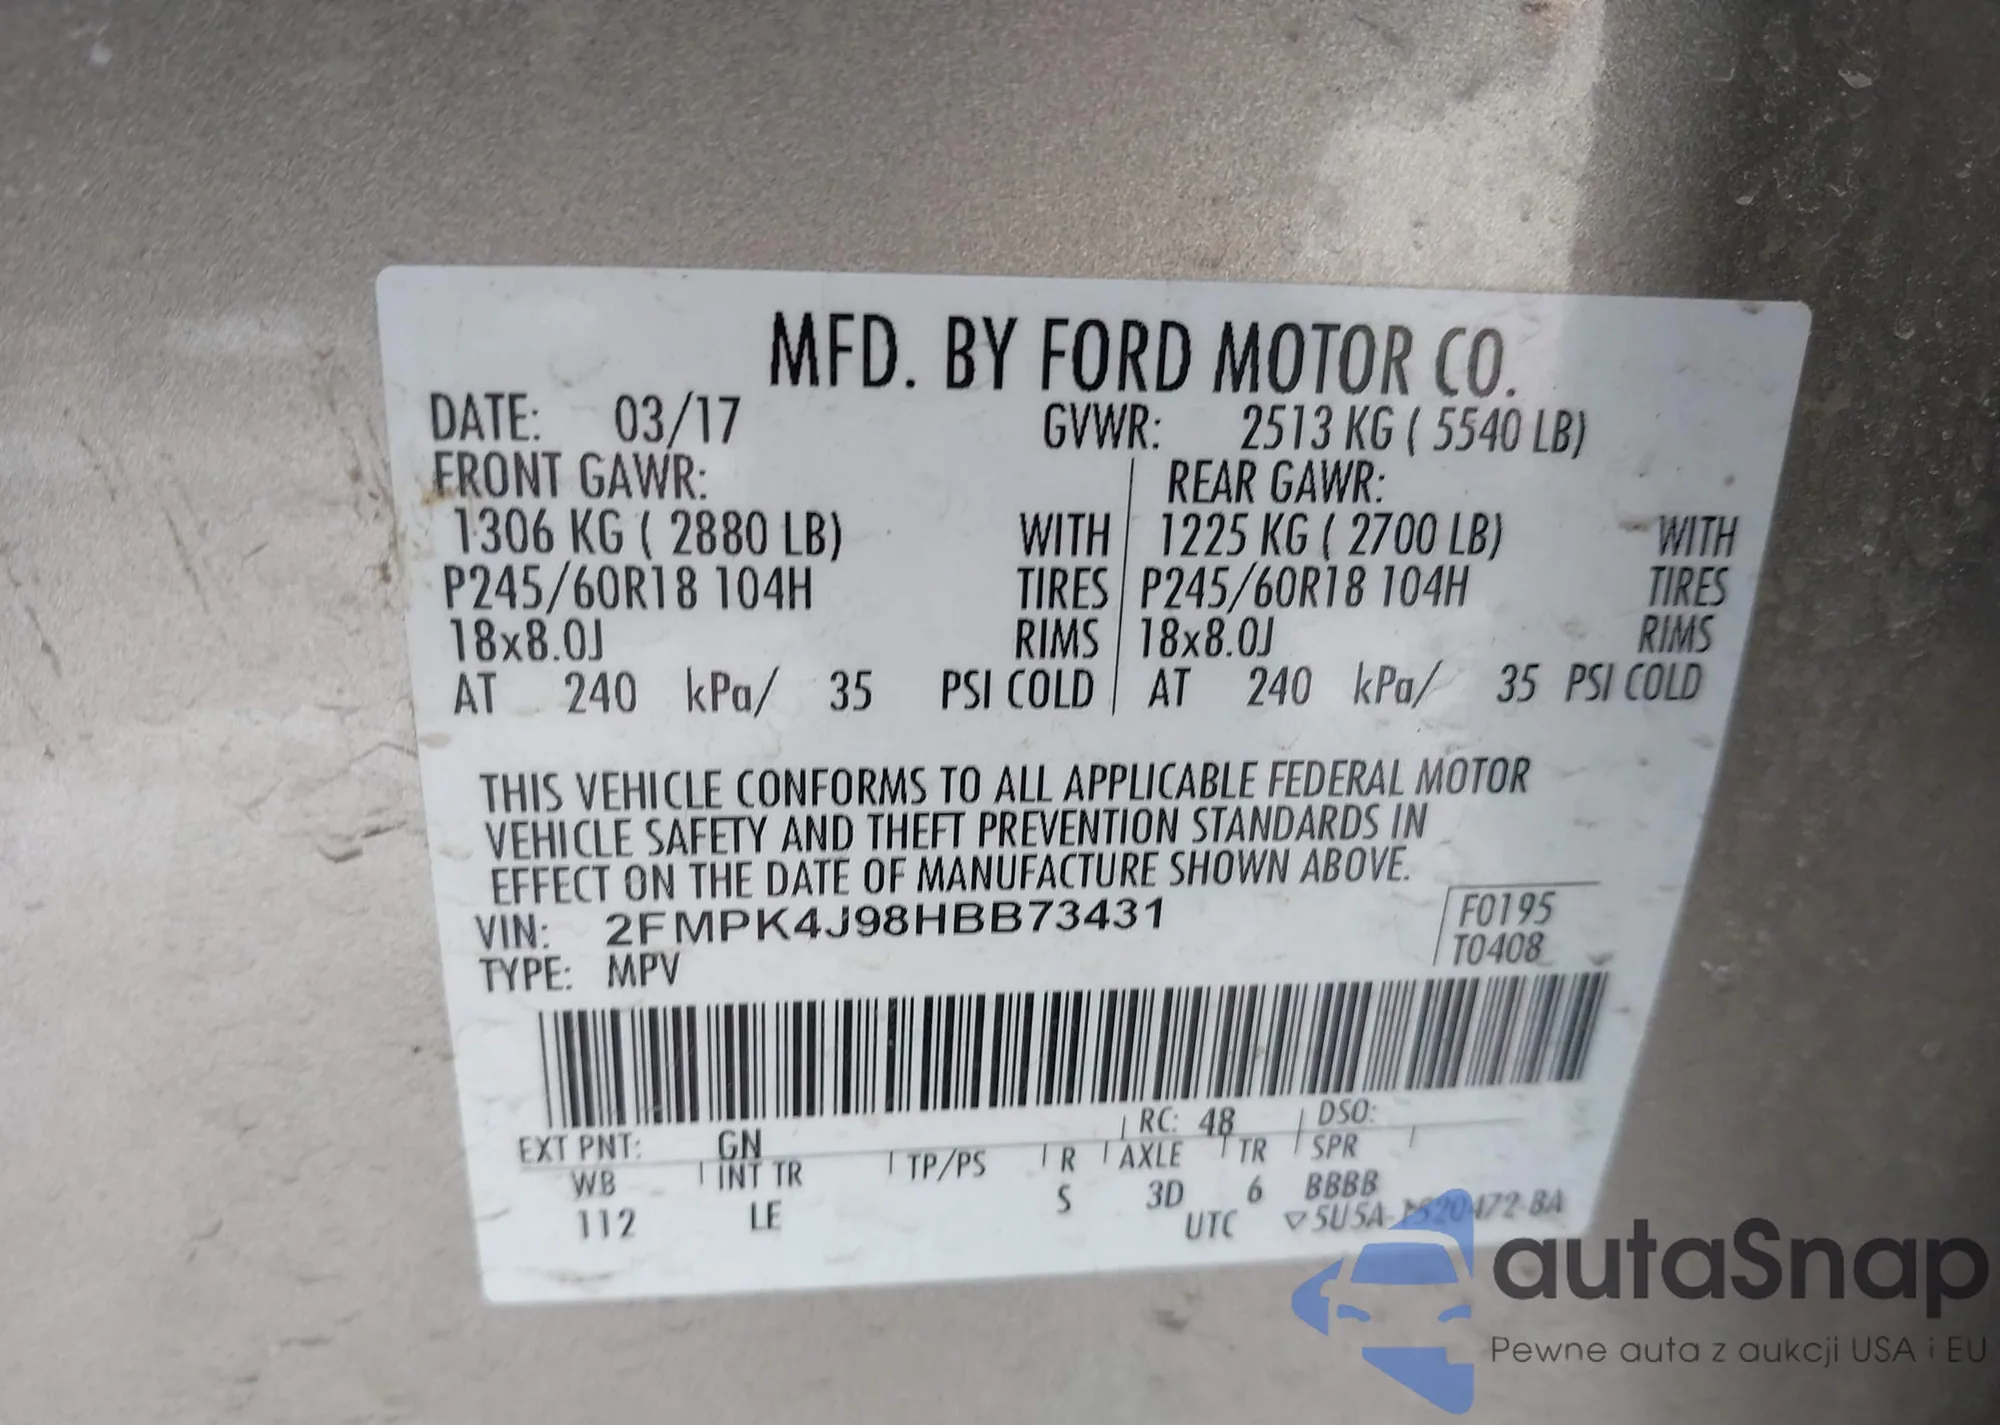 MFD. BY FORD MOTOR CO.
DATE: 03/17 GVWR: 2513 KG ( 5540 LB)
FRONT GAWR: REAR GAWR:
1306 KG ( 2880 LB) WITH 1225 KG ( 2700 LB) WITH
P245/60R18 104H TIRES P245/60R18 104H TIRES
18x8.0J RIMS 18x8.0J RIMS
AT 240 kPa/ 35 PSI COLD AT 240 kPa/ 35 PSI COLD
THIS VEHICLE CONFORMS TO ALL APPLICABLE FEDERAL MOTOR
VEHICLE SAFETY AND THEFT PREVENTION STANDARDS IN
EFFECT ON THE DATE OF MANUFACTURE SHOWN ABOVE.
VIN: 2FMPK4J98HBB73431 F0195
TYPE: MPV T0408
EXT PNT: GN RC: 48 DSO:
WB INT TR TP/PS R AXLE TR SPR
112 LE S 3D 6 BBBB
UTC
autaSnap
Pewne auta z aukcji USA i EU